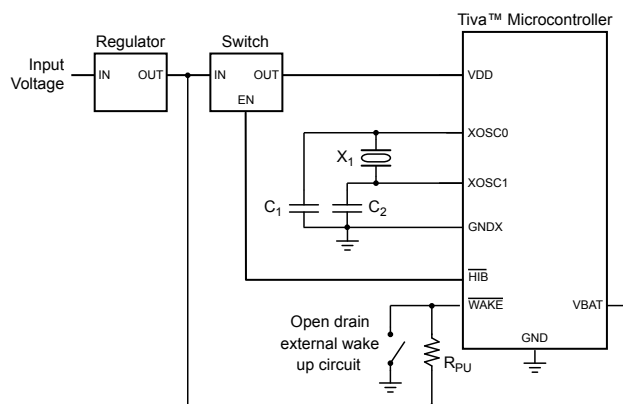 Tiva™ Microcontroller
Regulator
Switch
Input
Voltage
IN
OUT
IN
OUT
EN
VDD
XOSC0
X1
XOSC1
C1
C2
GNDX
HIB
WAKE
VBAT
Open drain
external wake
up circuit
RPU
GND